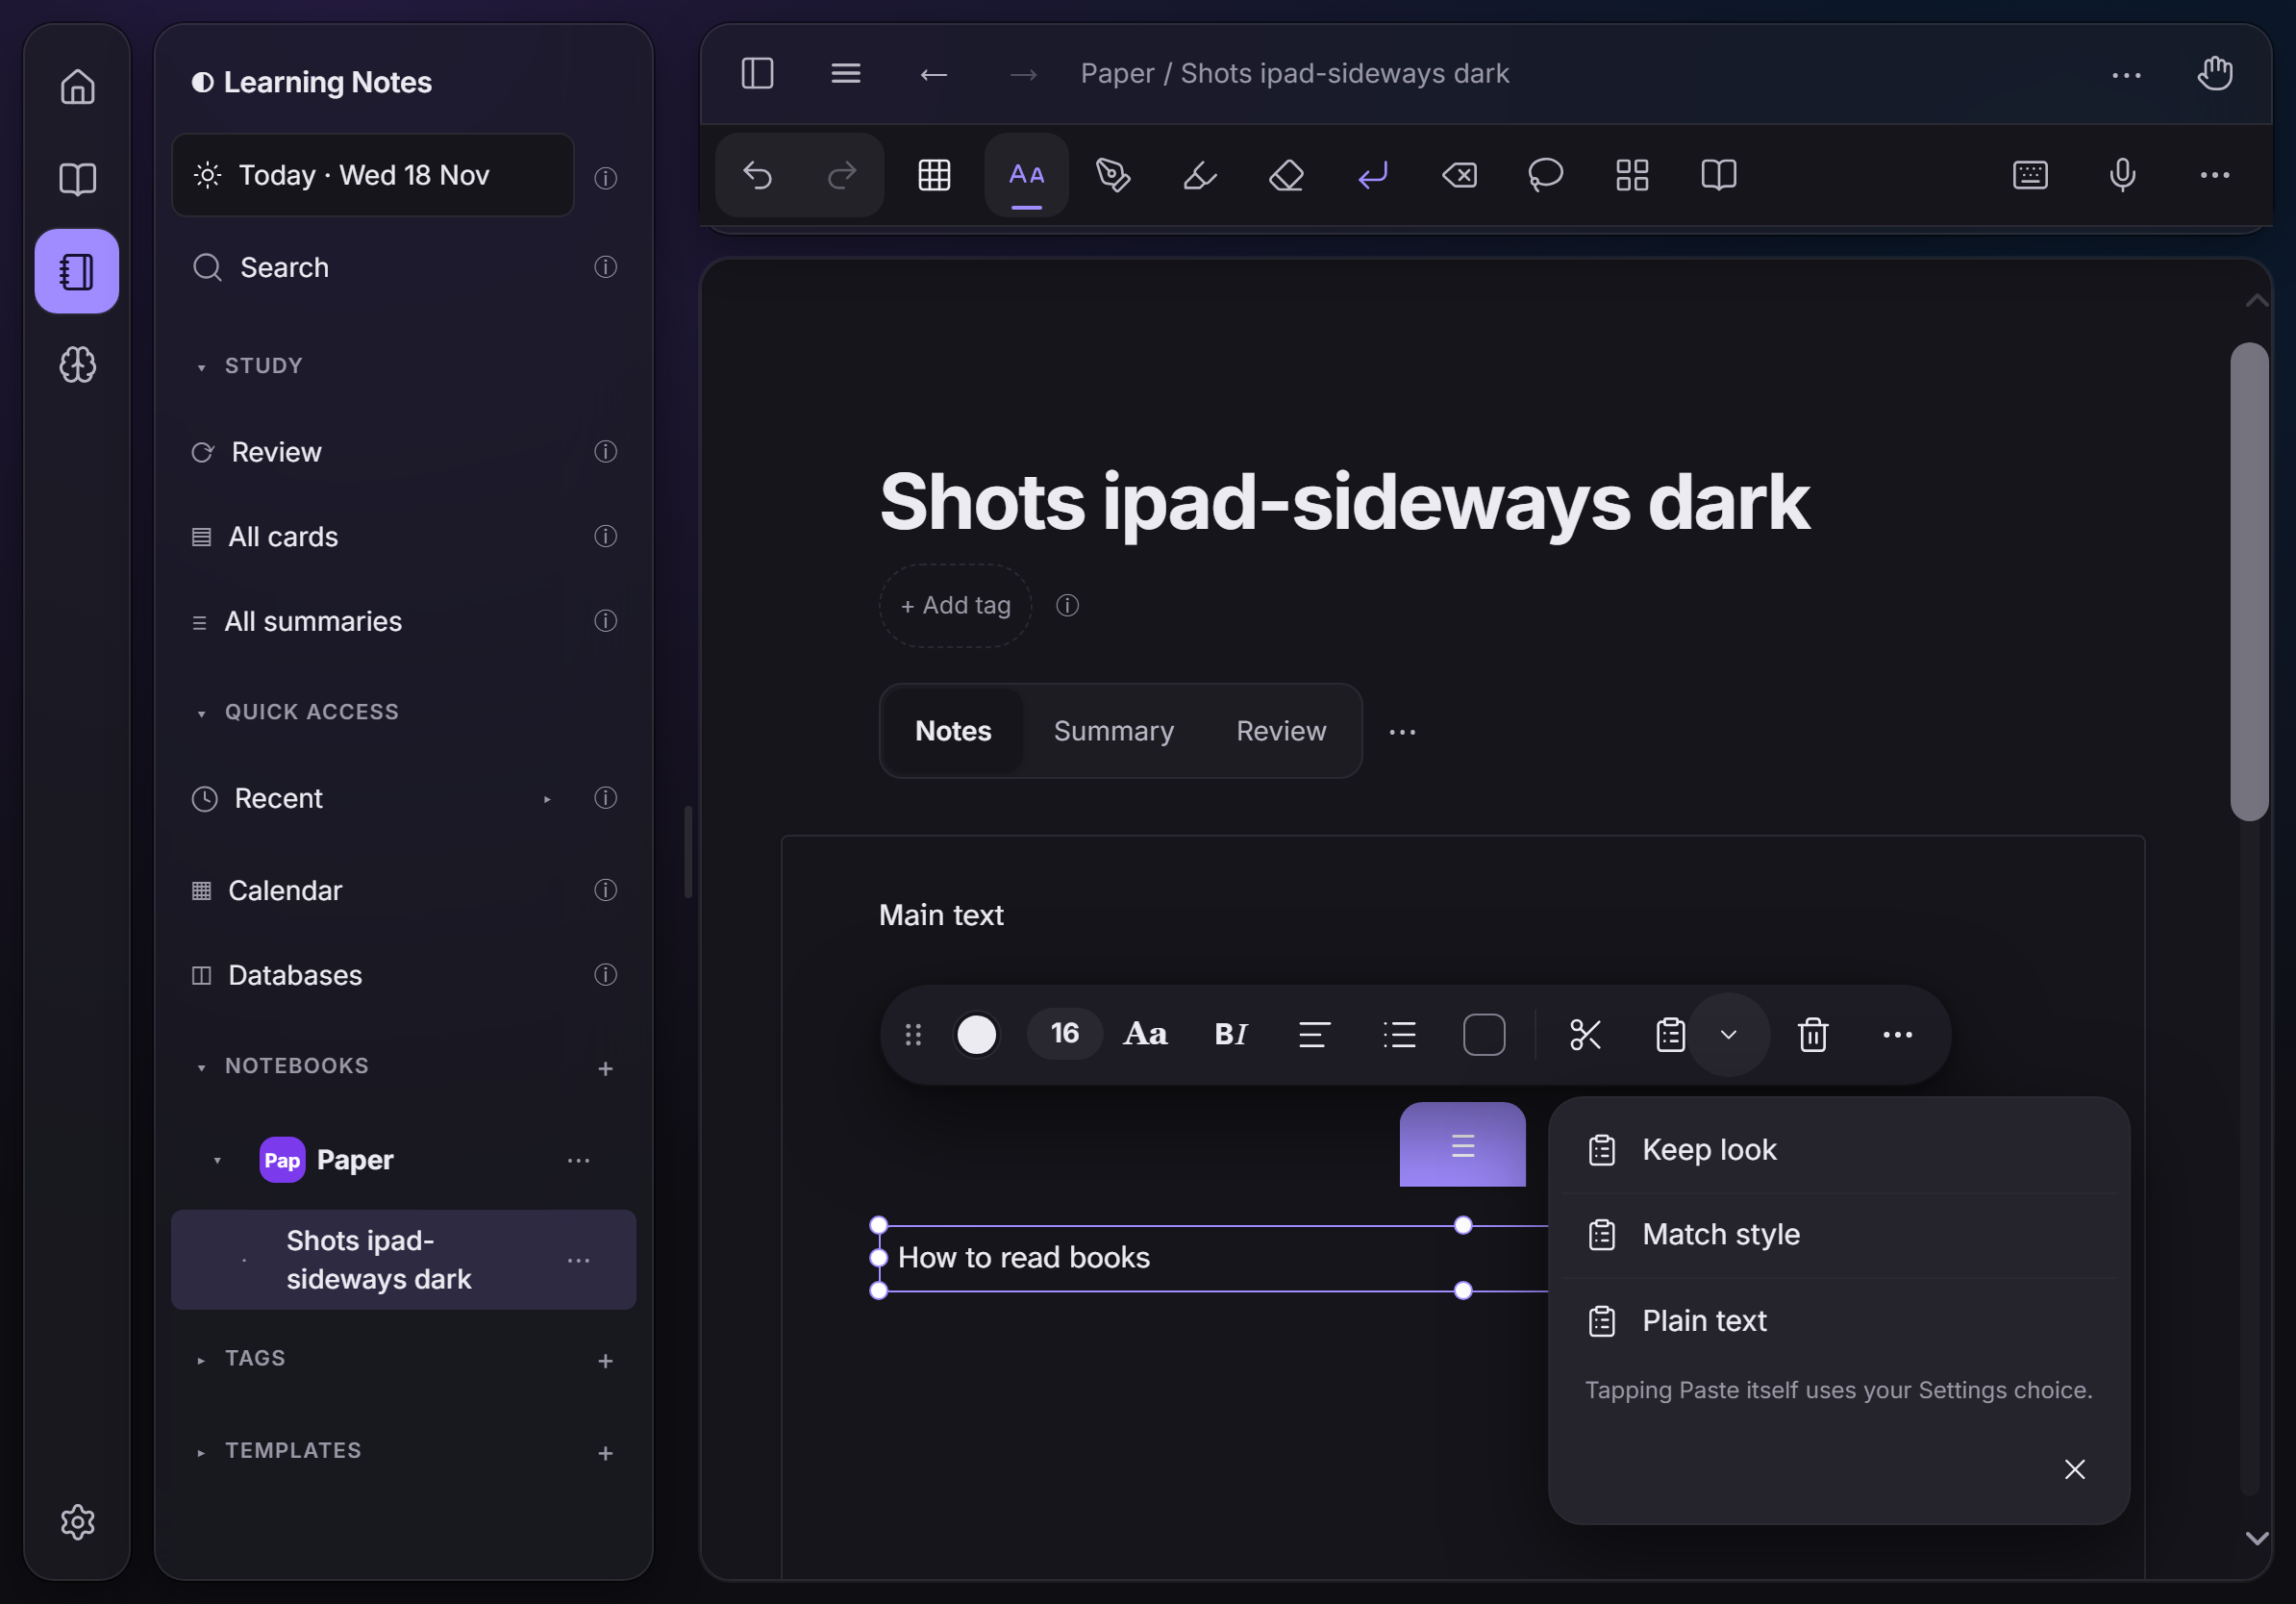 Learning Notes
Today · Wed 18 Nov
Search
STUDY
Review
All cards
All summaries
QUICK ACCESS
Recent
Calendar
Databases
NOTEBOOKS
Pap Paper
Shots ipad-
sideways dark
TAGS
TEMPLATES
Paper / Shots ipad-sideways dark
AA
Shots ipad-sideways dark
+ Add tag
Notes Summary Review
Main text
16 Aa BI
Keep look
Match style
Plain text
Tapping Paste itself uses your Settings choice.
How to read books